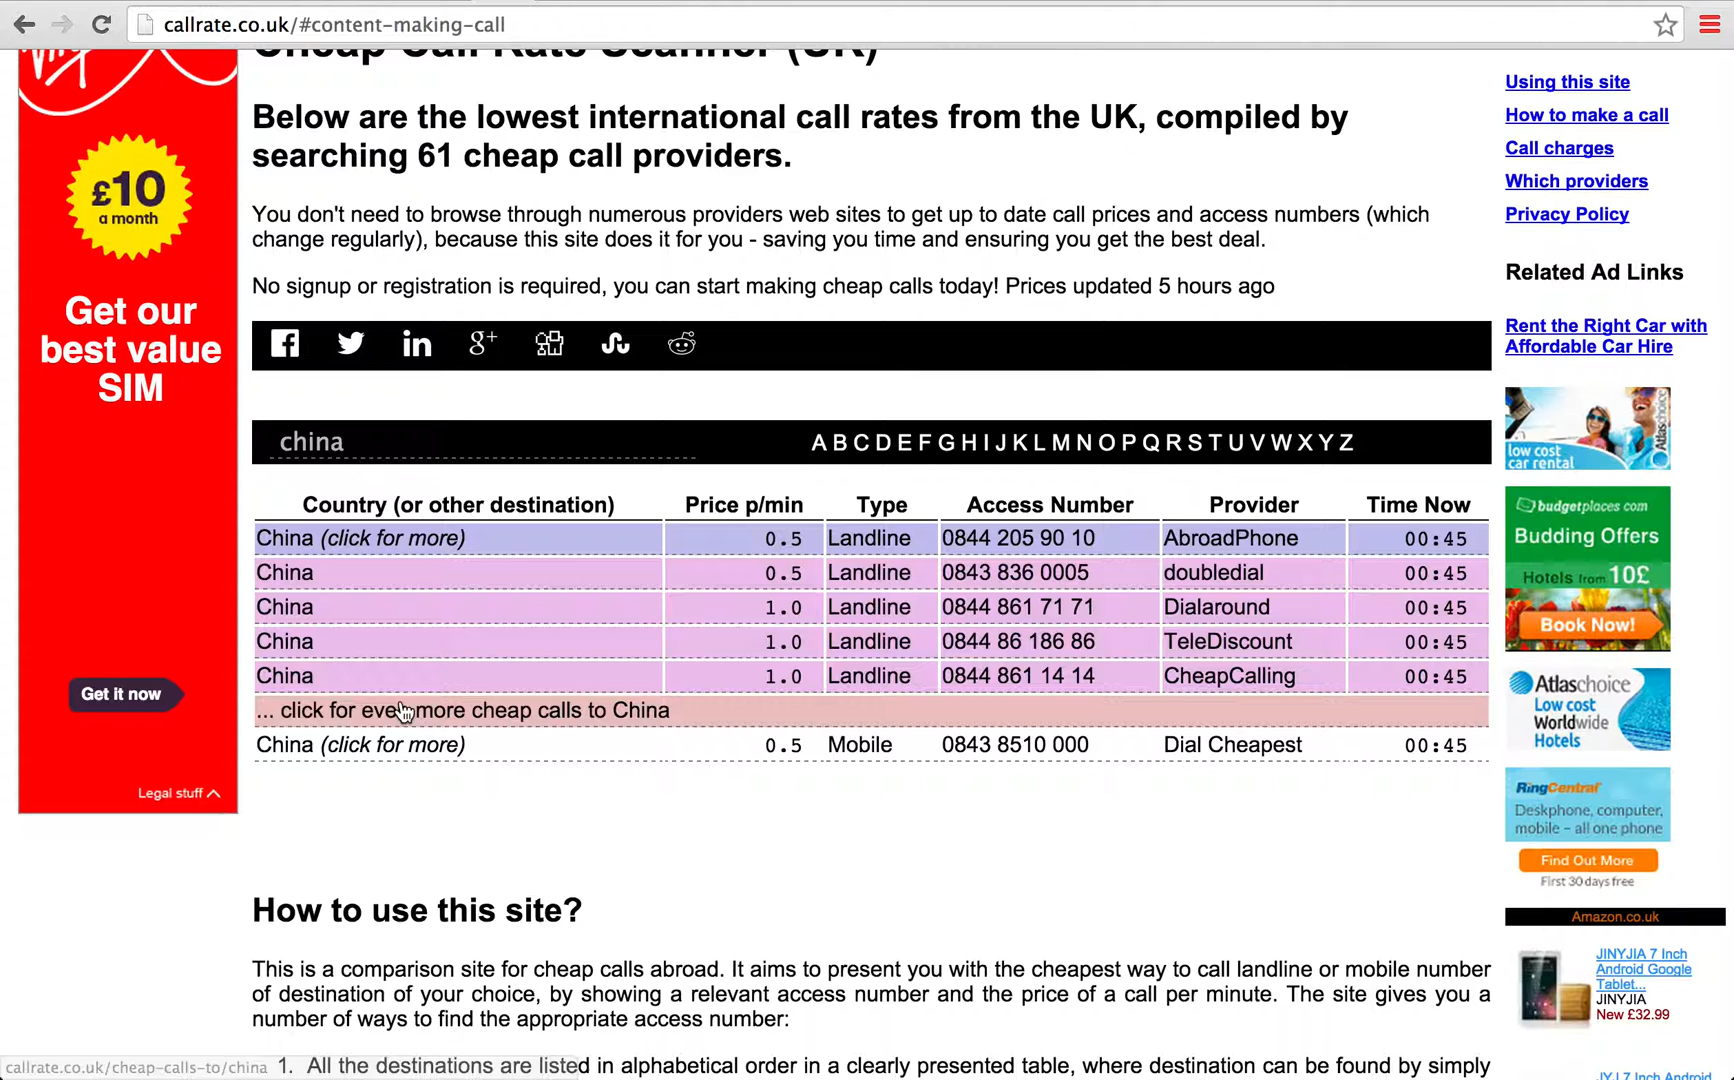 callrate.co.uk/#content-making-call
Cheap Call Rate Scanner (UK)
Below are the lowest international call rates from the UK, compiled by
searching 61 cheap call providers.
You don't need to browse through numerous providers web sites to get up to date call prices and access numbers (which
change regularly), because this site does it for you - saving you time and ensuring you get the best deal.
No signup or registration is required, you can start making cheap calls today! Prices updated 5 hours ago
china
A B C D E F G H I J K L M N O P Q R S T U V W X Y Z
Country (or other destination) Price p/min Type Access Number Provider Time Now
China (click for more) 0.5 Landline 0844 205 90 10 AbroadPhone 00:45
China 0.5 Landline 0843 836 0005 doubledial 00:45
China 1.0 Landline 0844 861 71 71 Dialaround 00:45
China 1.0 Landline 0844 86 186 86 TeleDiscount 00:45
China 1.0 Landline 0844 861 14 14 CheapCalling 00:45
... click for even more cheap calls to China
China (click for more) 0.5 Mobile 0843 8510 000 Dial Cheapest 00:45
How to use this site?
This is a comparison site for cheap calls abroad. It aims to present you with the cheapest way to call landline or mobile number
of destination of your choice, by showing a relevant access number and the price of a call per minute. The site gives you a
number of ways to find the appropriate access number:
1. All the destinations are listed in alphabetical order in a clearly presented table, where destination can be found by simply
callrate.co.uk/cheap-calls-to/china
£10
a month
Get our
best value
SIM
Get it now
Legal stuff
Using this site
How to make a call
Call charges
Which providers
Privacy Policy
Related Ad Links
Rent the Right Car with
Affordable Car Hire
Atlaschoice
low cost
car rental
budgetplaces.com
Budding Offers
Hotels from 10£
Book Now!
Atlaschoice
Low cost
Worldwide
Hotels
RingCentral
Deskphone, computer,
mobile – all one phone
Find Out More
First 30 days free
Amazon.co.uk
JINYJIA 7 Inch
Android Google
Tablet...
JINYJIA
New £32.99